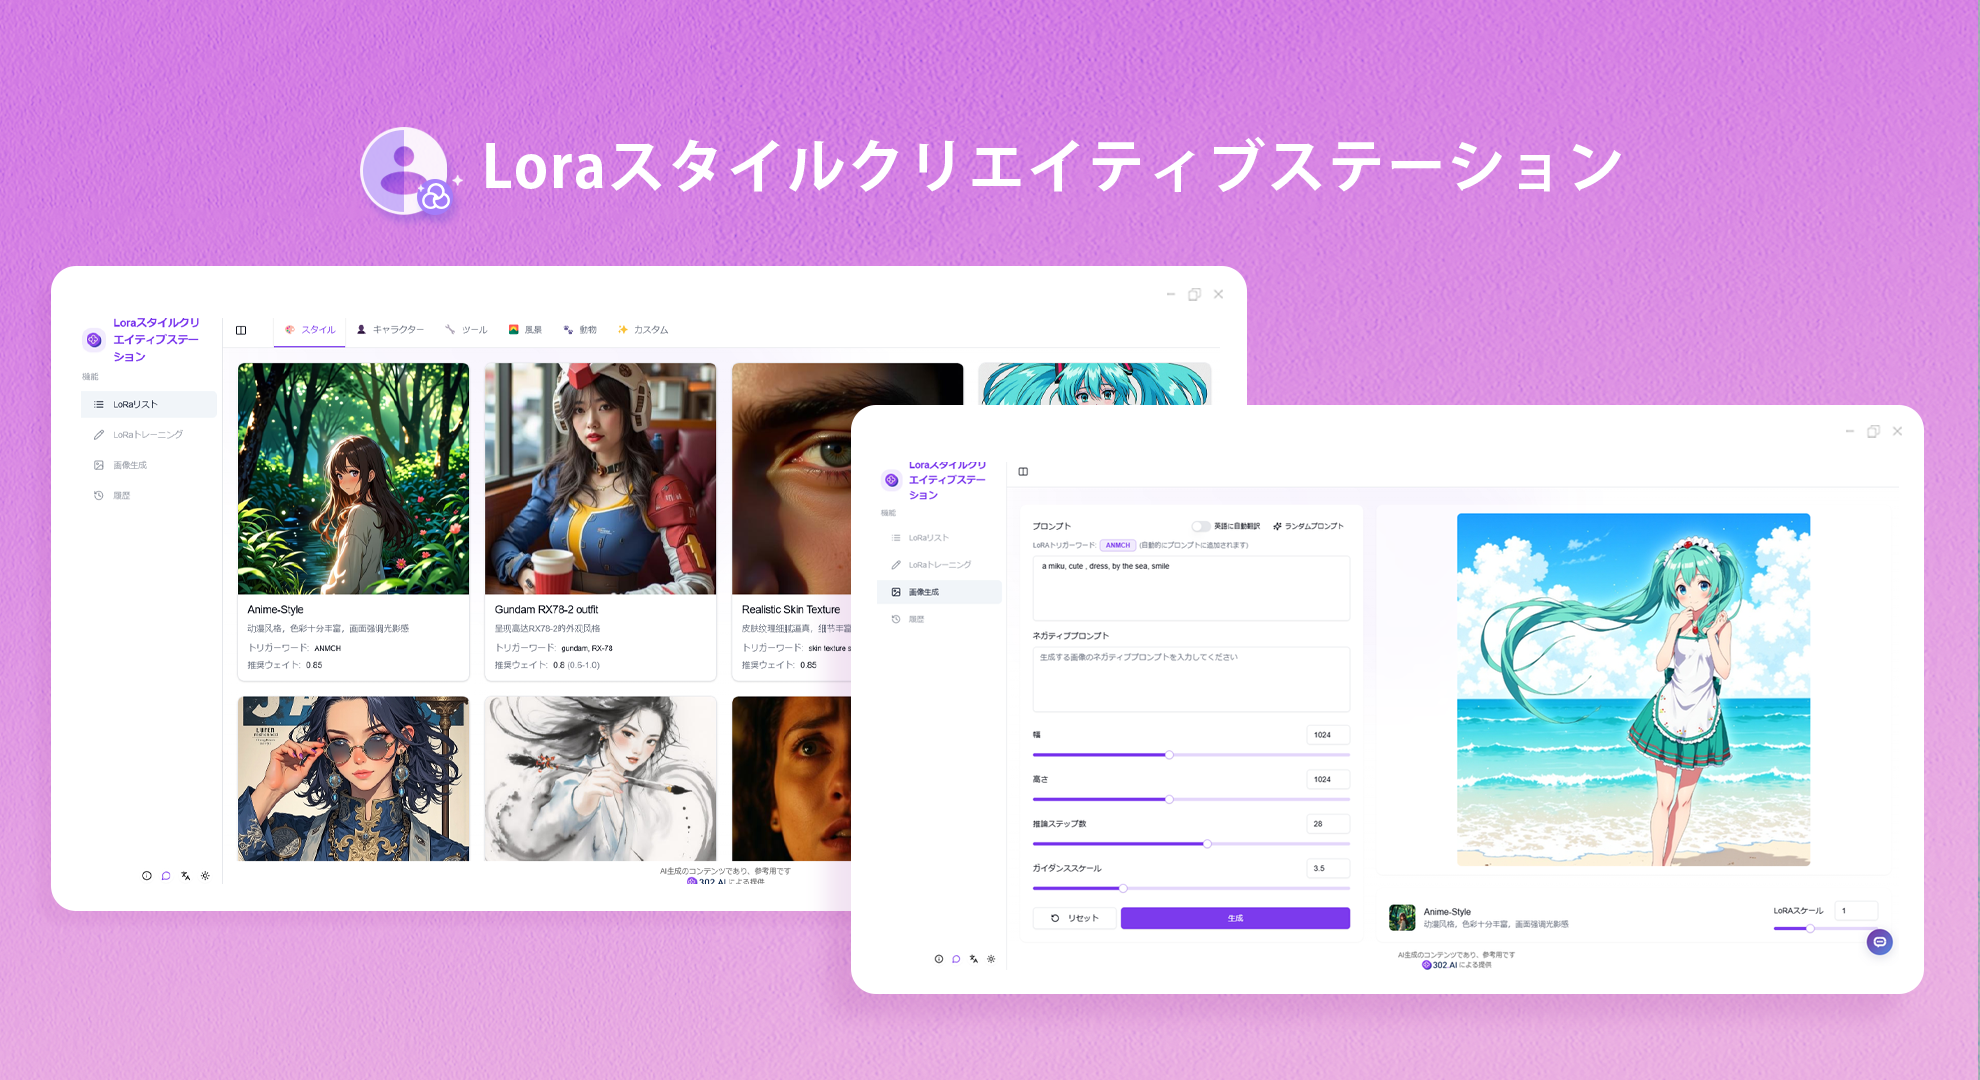 Loraスタイルクリエイティブステーション
Loraスタイルクリ
エイティブステー
ション
機能
LoRaリスト
LoRaトレーニング
画像生成
履歴
スタイル
キャラクター
ツール
風景
動物
カスタム
Anime-Style
动漫风格，色彩十分丰富，画面强调光影感
トリガーワード: ANMCH
推奨ウェイト: 0.85
Gundam RX78-2 outfit
呈现高达RX78-2的外观风格
トリガーワード: gundam, RX-78
推奨ウェイト: 0.8 (0.6-1.0)
Realistic Skin Texture
皮肤纹理细腻逼真，细节丰富
トリガーワード: skin texture s
推奨ウェイト: 0.85
AI生成のコンテンツであり、参考用です
302.AI による提供
Loraスタイルクリ
エイティブステー
ション
機能
LoRaリスト
LoRaトレーニング
画像生成
履歴
プロンプト
英語に自動翻訳
ランダムプロンプト
LoRAトリガーワード: ANMCH (自動的にプロンプトに追加されます)
a miku, cute , dress, by the sea, smile
ネガティブプロンプト
生成する画像のネガティブプロンプトを入力してください
幅
1024
高さ
1024
推論ステップ数
28
ガイダンススケール
3.5
リセット
生成
Anime-Style
动漫风格，色彩十分丰富，画面强调光影感
LoRAスケール
1
AI生成のコンテンツであり、参考用です
302.AI による提供